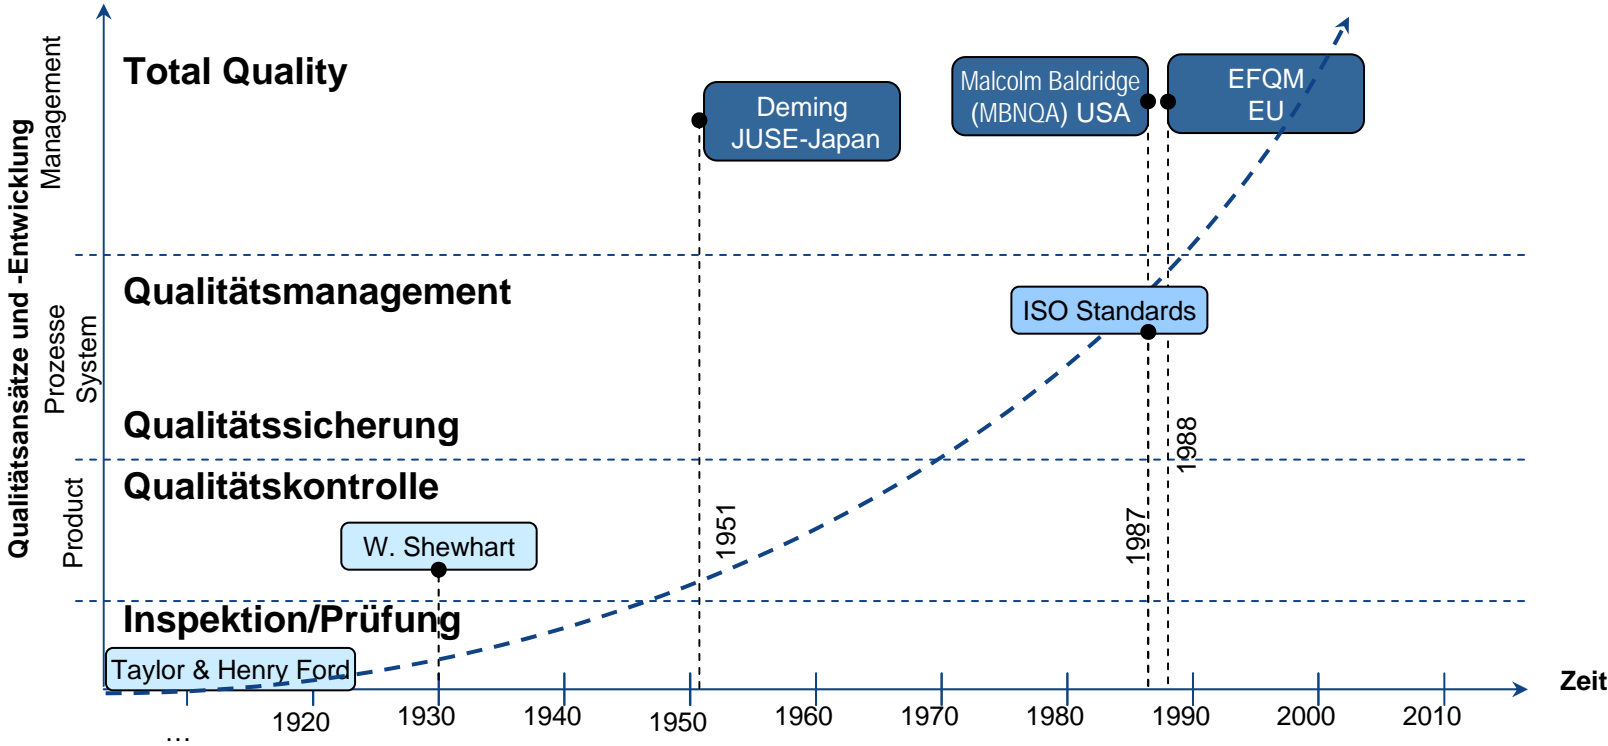 Qualitätsansätze und -Entwicklung
Management
Prozesse
System
Product
Total Quality
Deming
JUSE-Japan
Malcolm Baldridge
(MBNQA) USA
EFQM
EU
Qualitätsmanagement
ISO Standards
Qualitätssicherung
1988
Qualitätskontrolle
1951
1987
W. Shewhart
Inspektion/Prüfung
Taylor & Henry Ford
Zeit
1920
1930
1940
1950
1960
1970
1980
1990
2000
2010
...